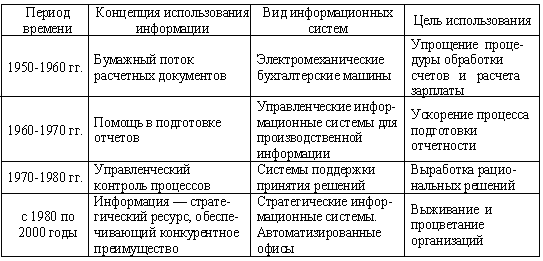 Период времени | Концепция использования информации | Вид информационных систем | Цель использования
1950-1960 гг. | Бумажный поток расчетных документов | Электромеханические бухгалтерские машины | Упрощение проце-дуры обработки счетов и расчета зарплаты
1960-1970 гг. | Помощь в подготовке отчетов | Управленческие инфор-мационные системы для производственной информации | Ускорение процесса подготовки отчетности
1970-1980 гг. | Управленческий контроль процессов | Системы поддержки принятия решений | Выработка рацио-нальных решений
с 1980 по 2000 годы | Информация — страте-гический ресурс, обеспе-чивающий конкурентное преимущество | Стратегические инфор-мационные системы. Автоматизированные офисы | Выживание и процветание организаций